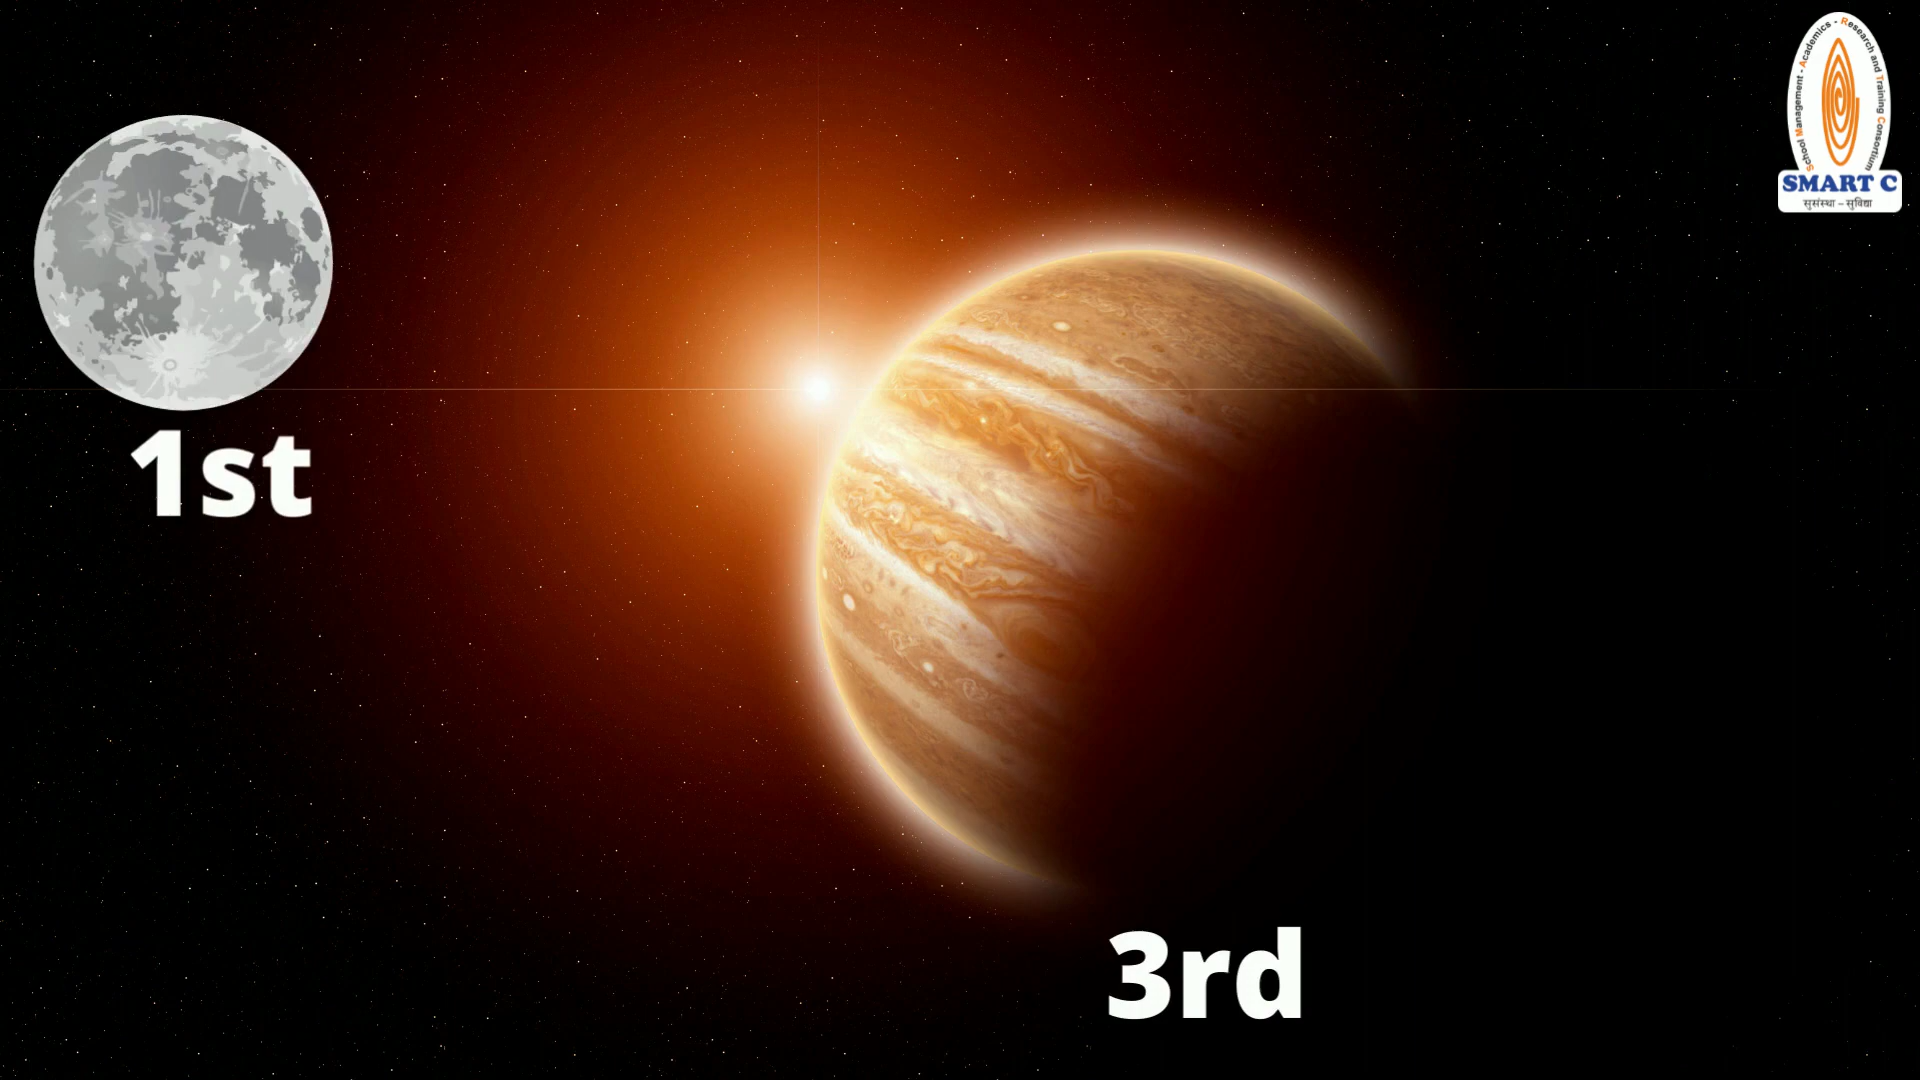 School Management - Academics - Research and Training Consortium
SMART C
सुसंस्था – सुविद्या
1st
3rd